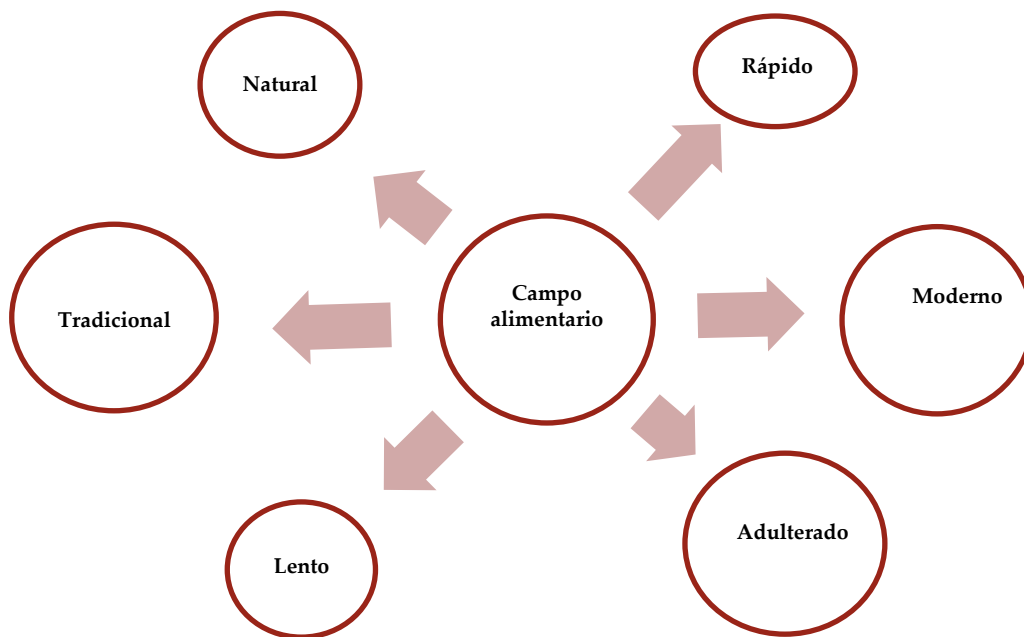 Natural
Rápido
Campo
alimentario
Tradicional
Moderno
Lento
Adulterado